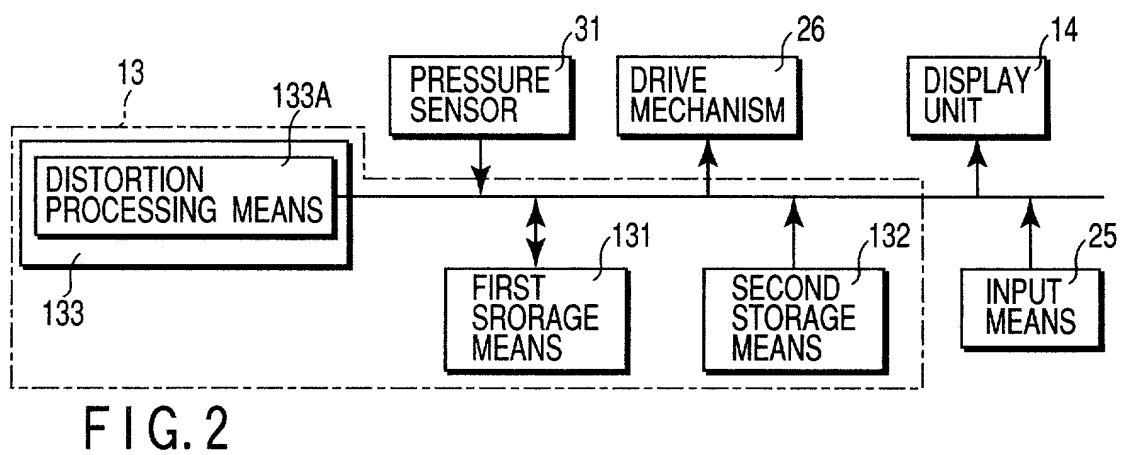 31
26
14
13
133A
PRESSURE
SENSOR
DRIVE
MECHANISM
DISPLAY
UNIT
DISTORTION
PROCESSING MEANS
133
131
132
25
FIRST
SRORAGE
MEANS
SECOND
STORAGE
MEANS
INPUT
MEANS
FIG. 2